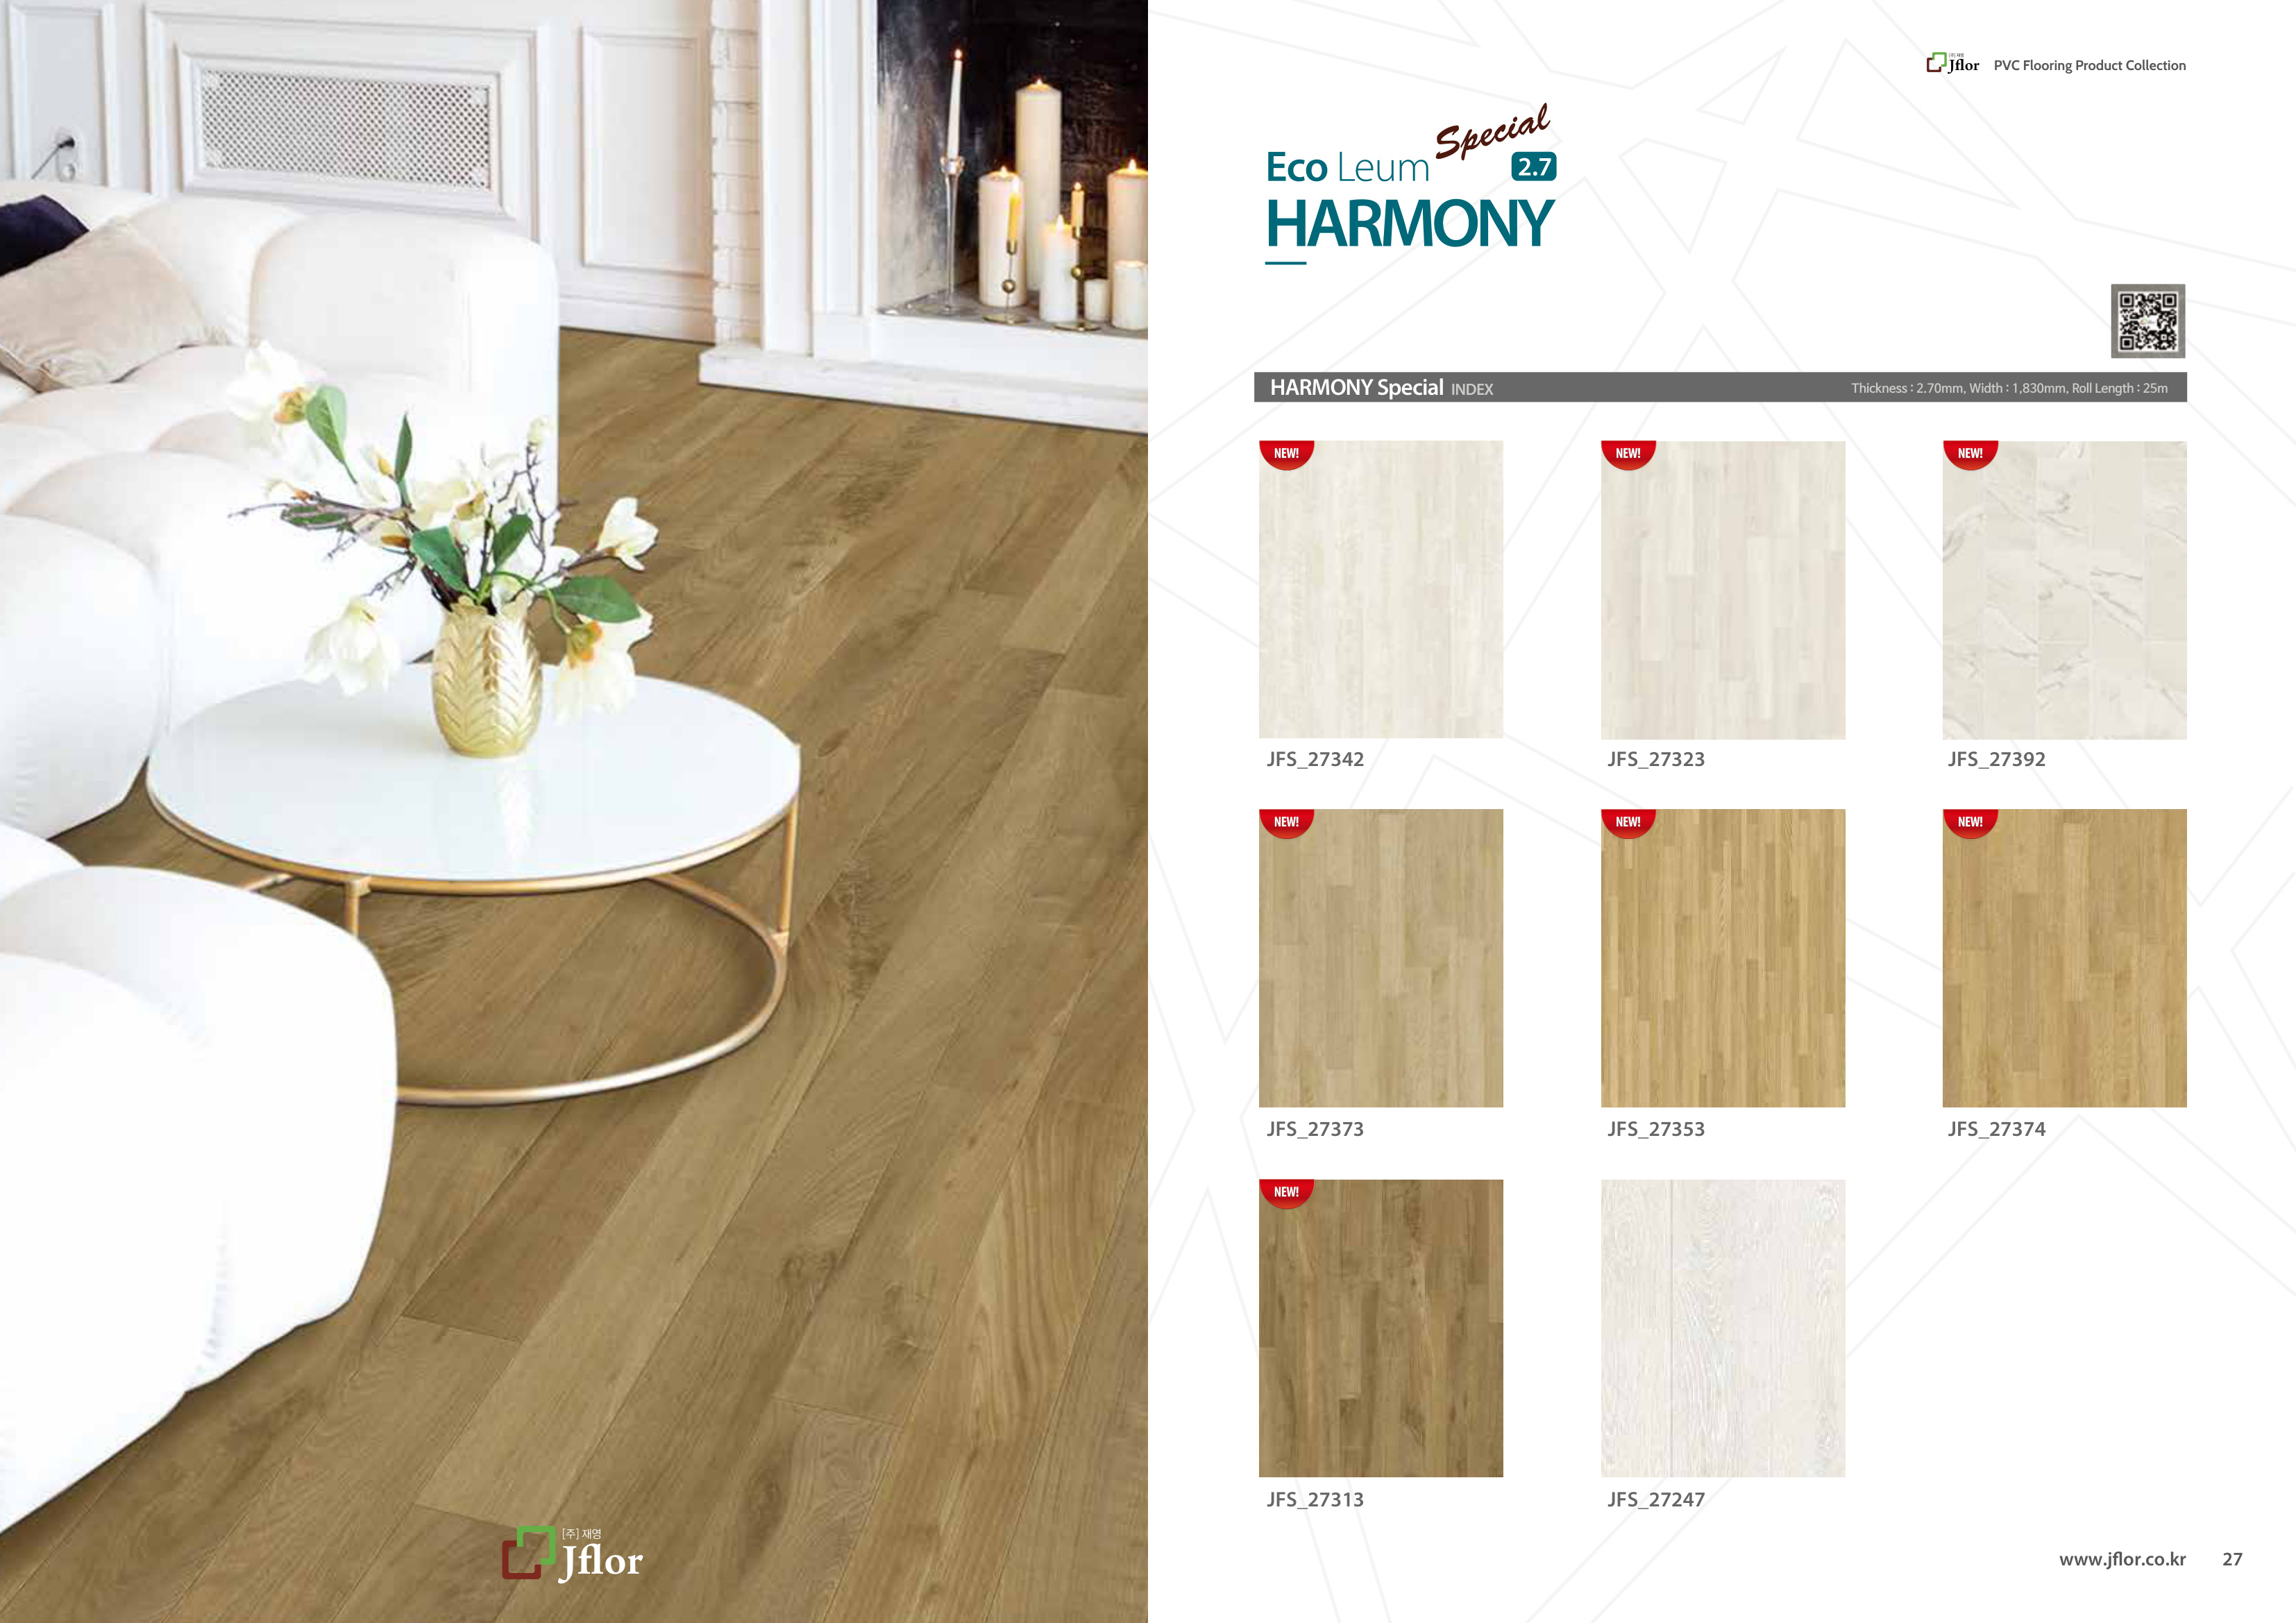 [주] 재영
Jflor
Jflor PVC Flooring Product Collection
Eco Leum Special
2.7
HARMONY
HARMONY Special INDEX
Thickness : 2.70mm, Width : 1,830mm, Roll Length : 25m
NEW! NEW! NEW!
JFS_27342 JFS_27323 JFS_27392
NEW! NEW! NEW!
JFS_27373 JFS_27353 JFS_27374
NEW!
JFS_27313 JFS_27247
www.jflor.co.kr 27